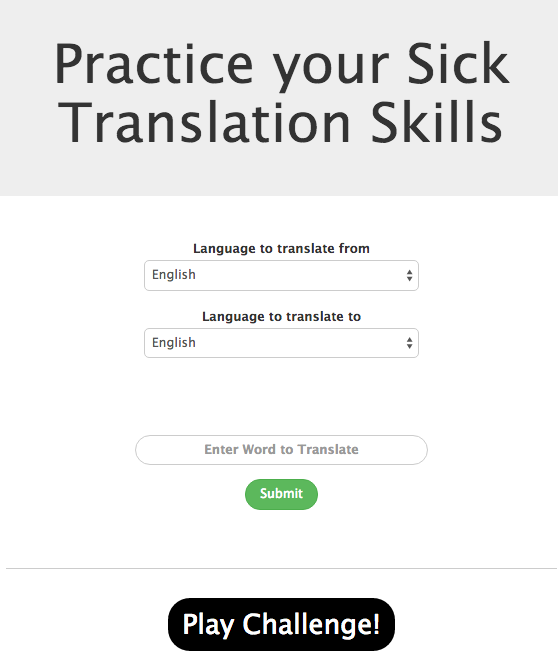 Practice your Sick
Translation Skills
Language to translate from
English
Language to translate to
English
Enter Word to Translate
Submit
Play Challenge!